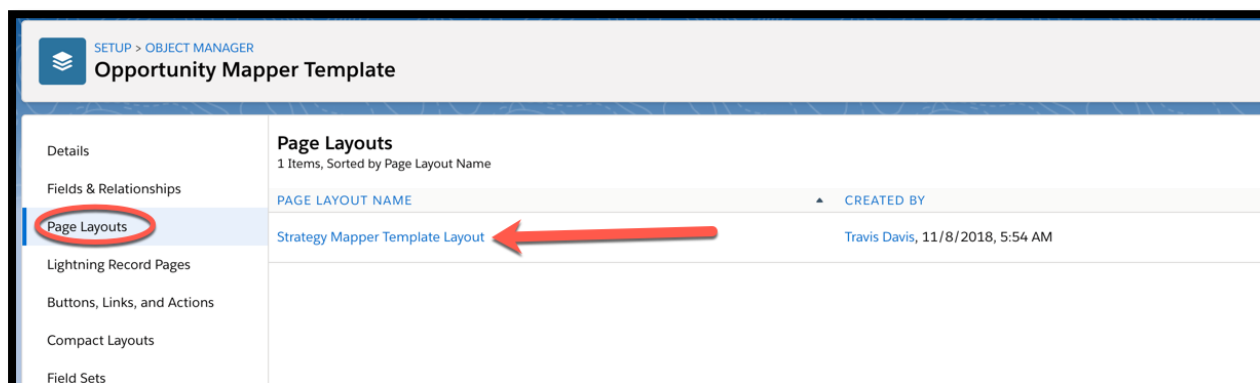 SETUP > OBJECT MANAGER
Opportunity Mapper Template
Details
Fields & Relationships
Page Layouts
Lightning Record Pages
Buttons, Links, and Actions
Compact Layouts
Field Sets
Page Layouts
1 Items, Sorted by Page Layout Name
PAGE LAYOUT NAME CREATED BY
Strategy Mapper Template Layout Travis Davis, 11/8/2018, 5:54 AM